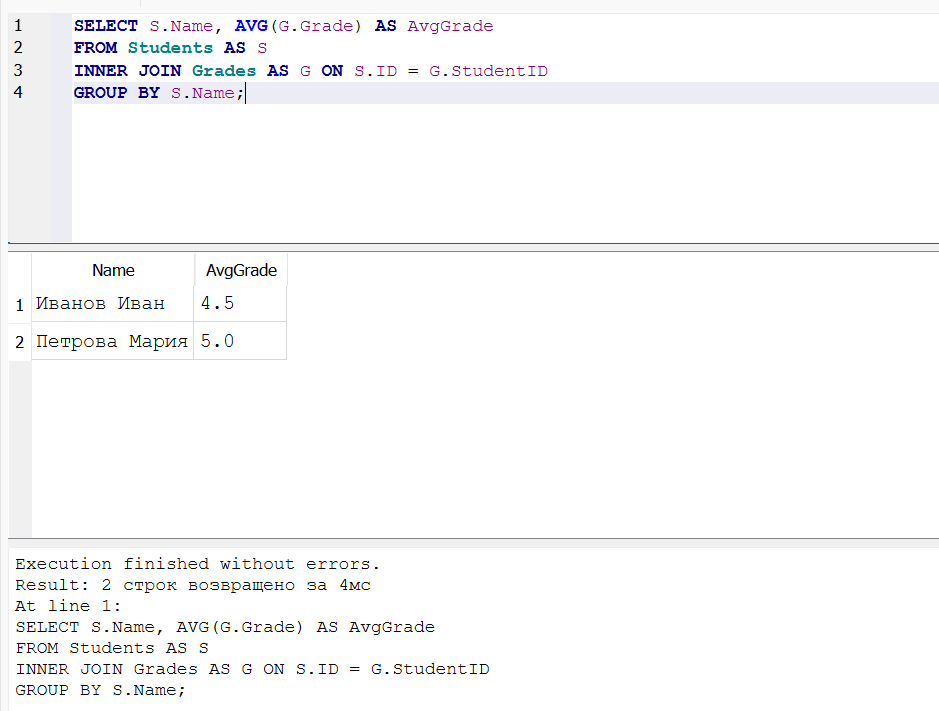 1 SELECT S.Name, AVG(G.Grade) AS AvgGrade
2 FROM Students AS S
3 INNER JOIN Grades AS G ON S.ID = G.StudentID
4 GROUP BY S.Name;
Name AvgGrade
1 Иванов Иван 4.5
2 Петрова Мария 5.0
Execution finished without errors.
Result: 2 строк возвращено за 4мс
At line 1:
SELECT S.Name, AVG(G.Grade) AS AvgGrade
FROM Students AS S
INNER JOIN Grades AS G ON S.ID = G.StudentID
GROUP BY S.Name;